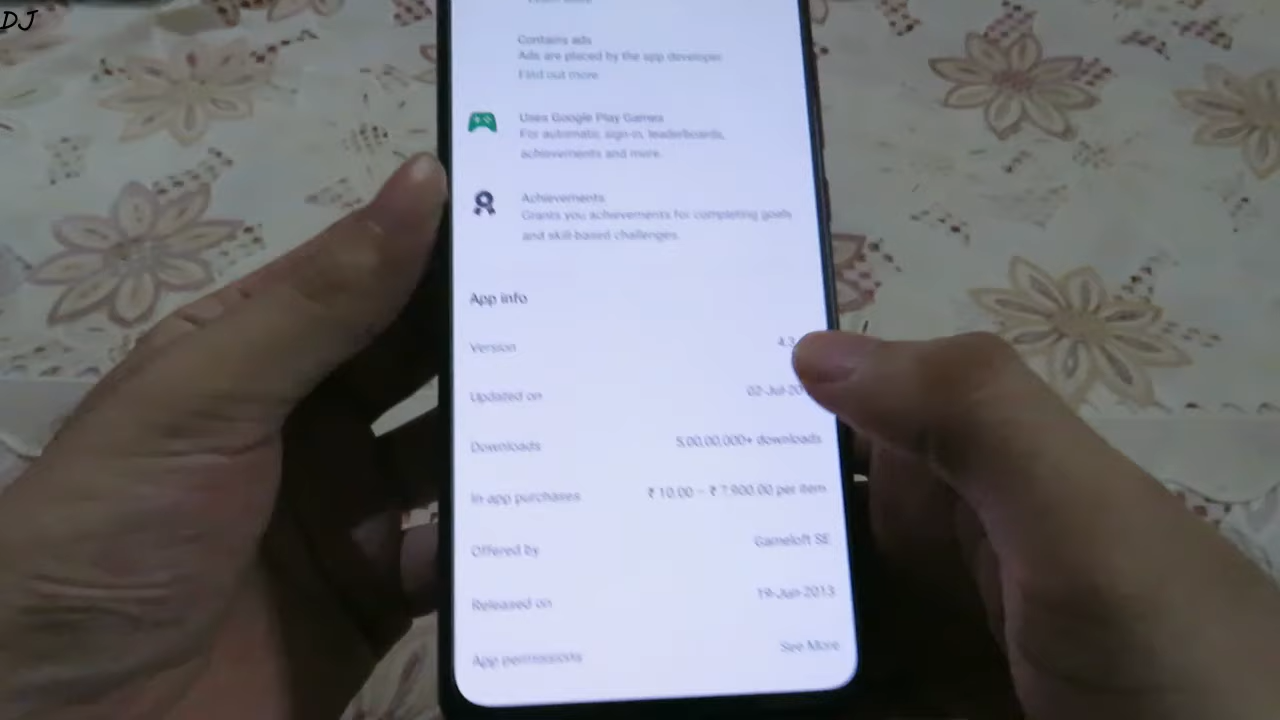 DJ
Contains ads
Ads are placed by the app developer.
Find out more
Uses Google Play Games
For automatic sign-in, leaderboards,
achievements and more.
Achievements
Grants you achievements for completing goals
and skill-based challenges.
App info
Version 4.3
Updated on 02-Jul-20
Downloads 5,00,00,000+ downloads
In-app purchases ₹ 10.00 – ₹ 7,900.00 per item
Offered by Gameloft SE
Released on 2013
App permissions See More